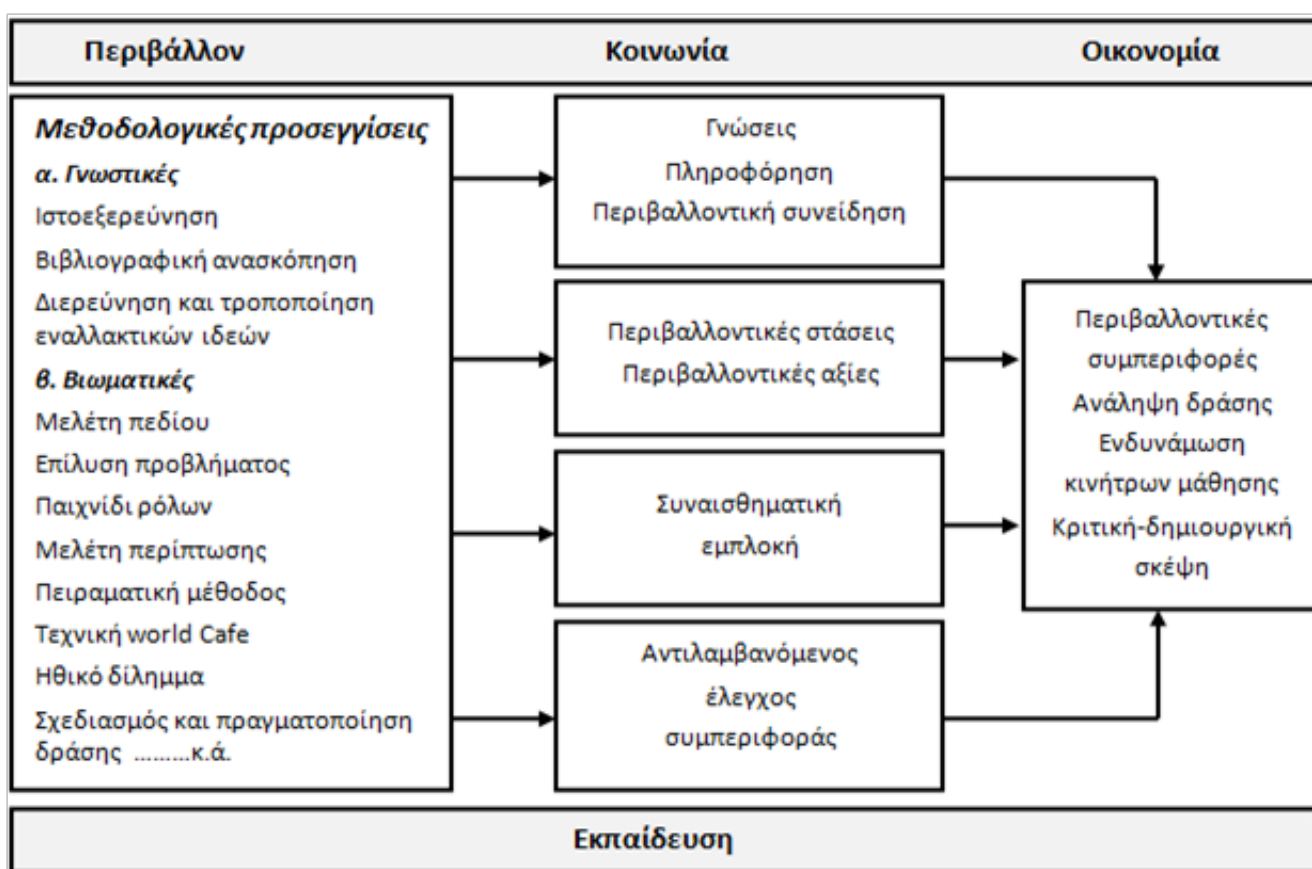 Περιβάλλον Κοινωνία Οικονομία
Μεθοδολογικές προσεγγίσεις
α. Γνωστικές
Ιστοεξερεύνηση
Βιβλιογραφική ανασκόπηση
Διερεύνηση και τροποποίηση
εναλλακτικών ιδεών
β. Βιωματικές
Μελέτη πεδίου
Επίλυση προβλήματος
Παιχνίδι ρόλων
Μελέτη περίπτωσης
Πειραματική μέθοδος
Τεχνική world Cafe
Ηθικό δίλημμα
Σχεδιασμός και πραγματοποίηση
δράσης .........κ.ά.
Γνώσεις
Πληροφόρηση
Περιβαλλοντική συνείδηση
Περιβαλλοντικές στάσεις
Περιβαλλοντικές αξίες
Συναισθηματική
εμπλοκή
Αντιλαμβανόμενος
έλεγχος
συμπεριφοράς
Περιβαλλοντικές
συμπεριφορές
Ανάληψη δράσης
Ενδυνάμωση
κινήτρων μάθησης
Κριτική-δημιουργική
σκέψη
Εκπαίδευση